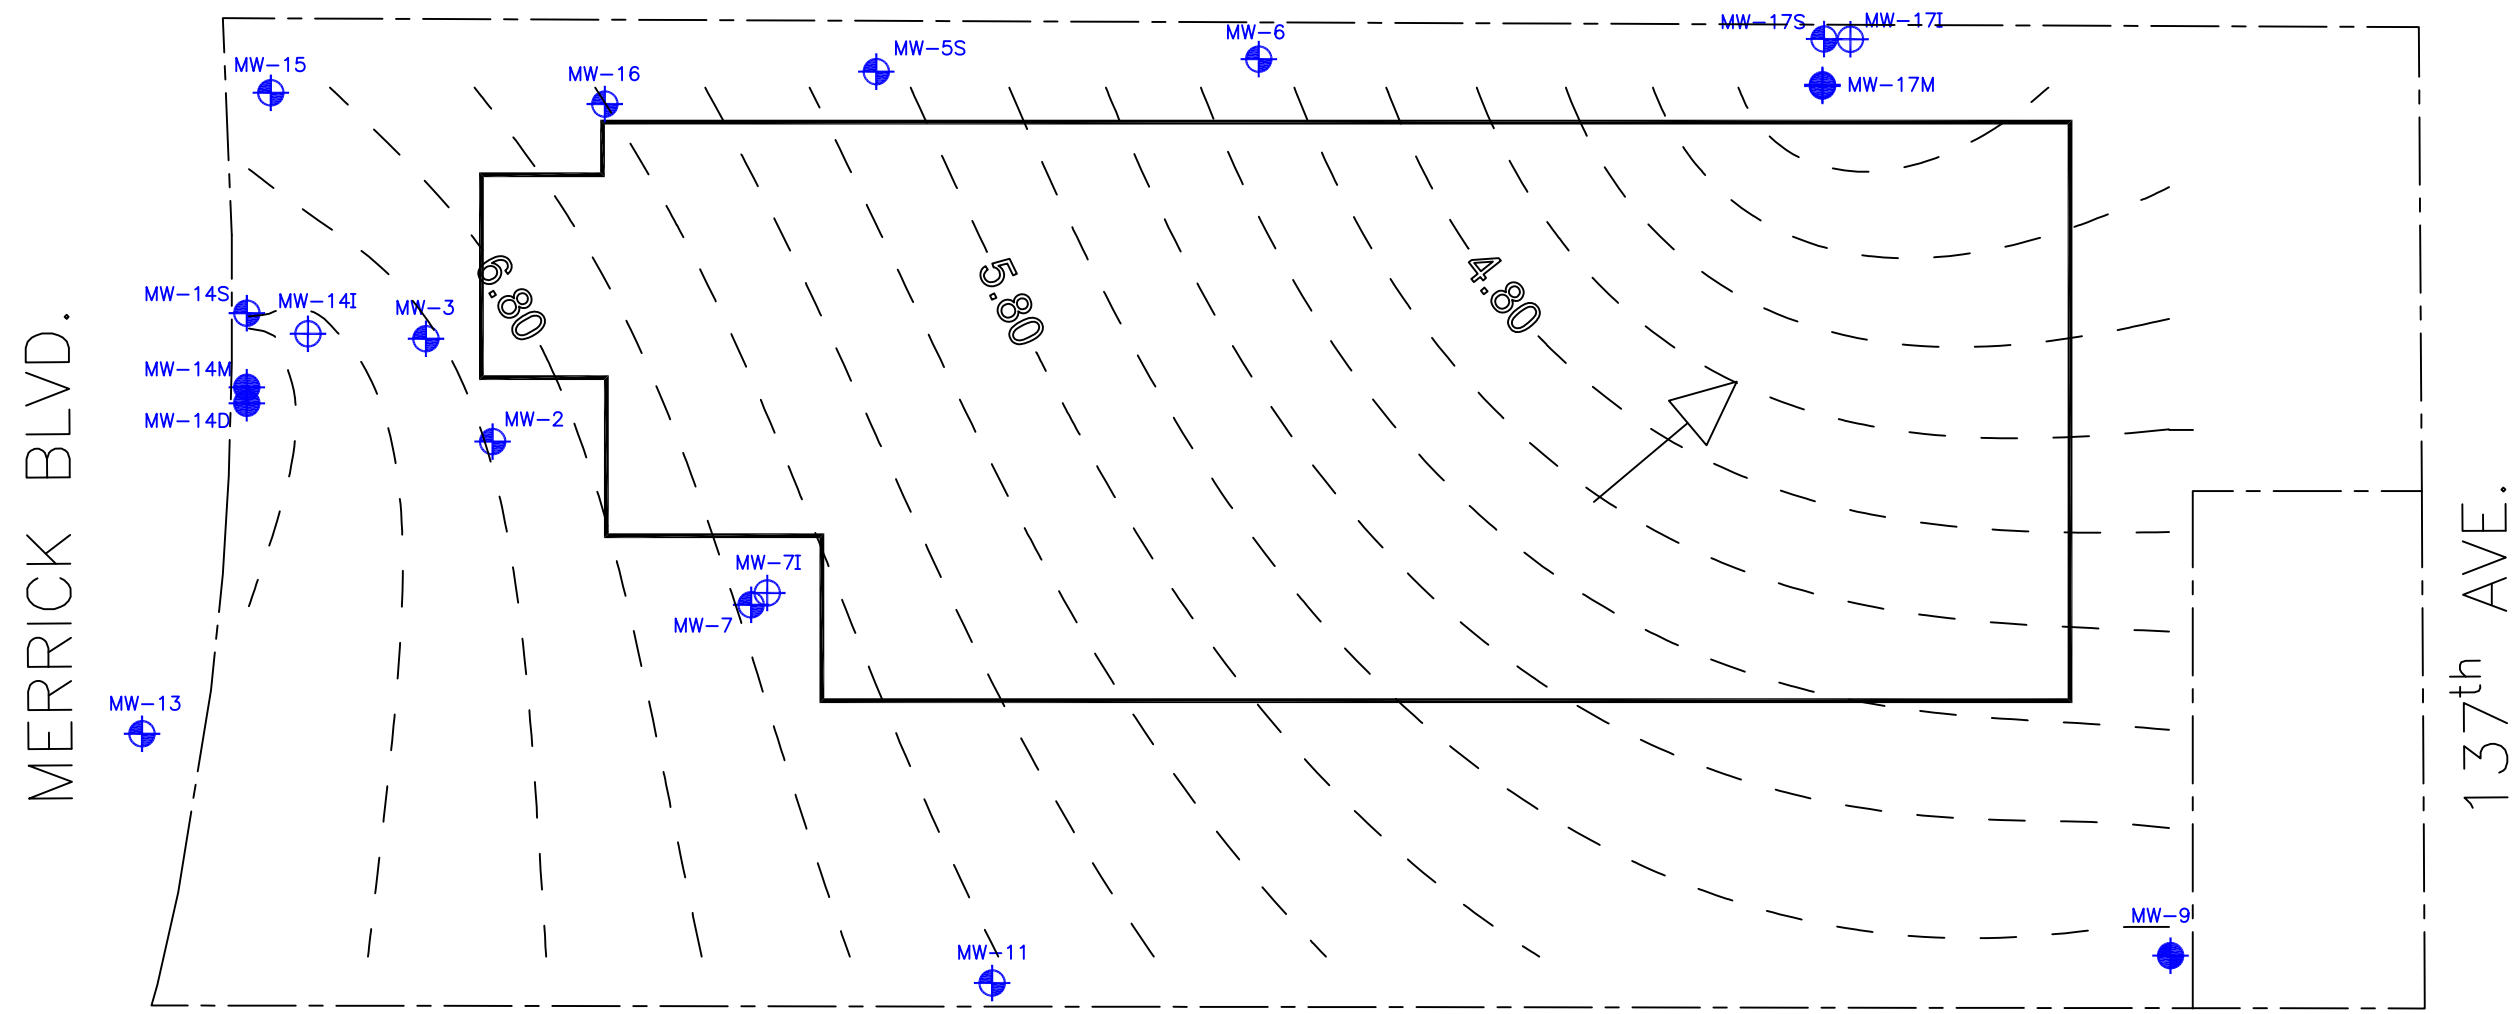 MW-17S
MW-17I
MW-6
MW-5S
MW-15
MW-16
MW-17M
6.80
5.80
4.80
MW-14S
MW-14I
MW-3
MW-14M
MW-14D
MW-2
MERRICK BLVD.
137th AVE.
MW-7I
MW-7
MW-13
MW-9
MW-11